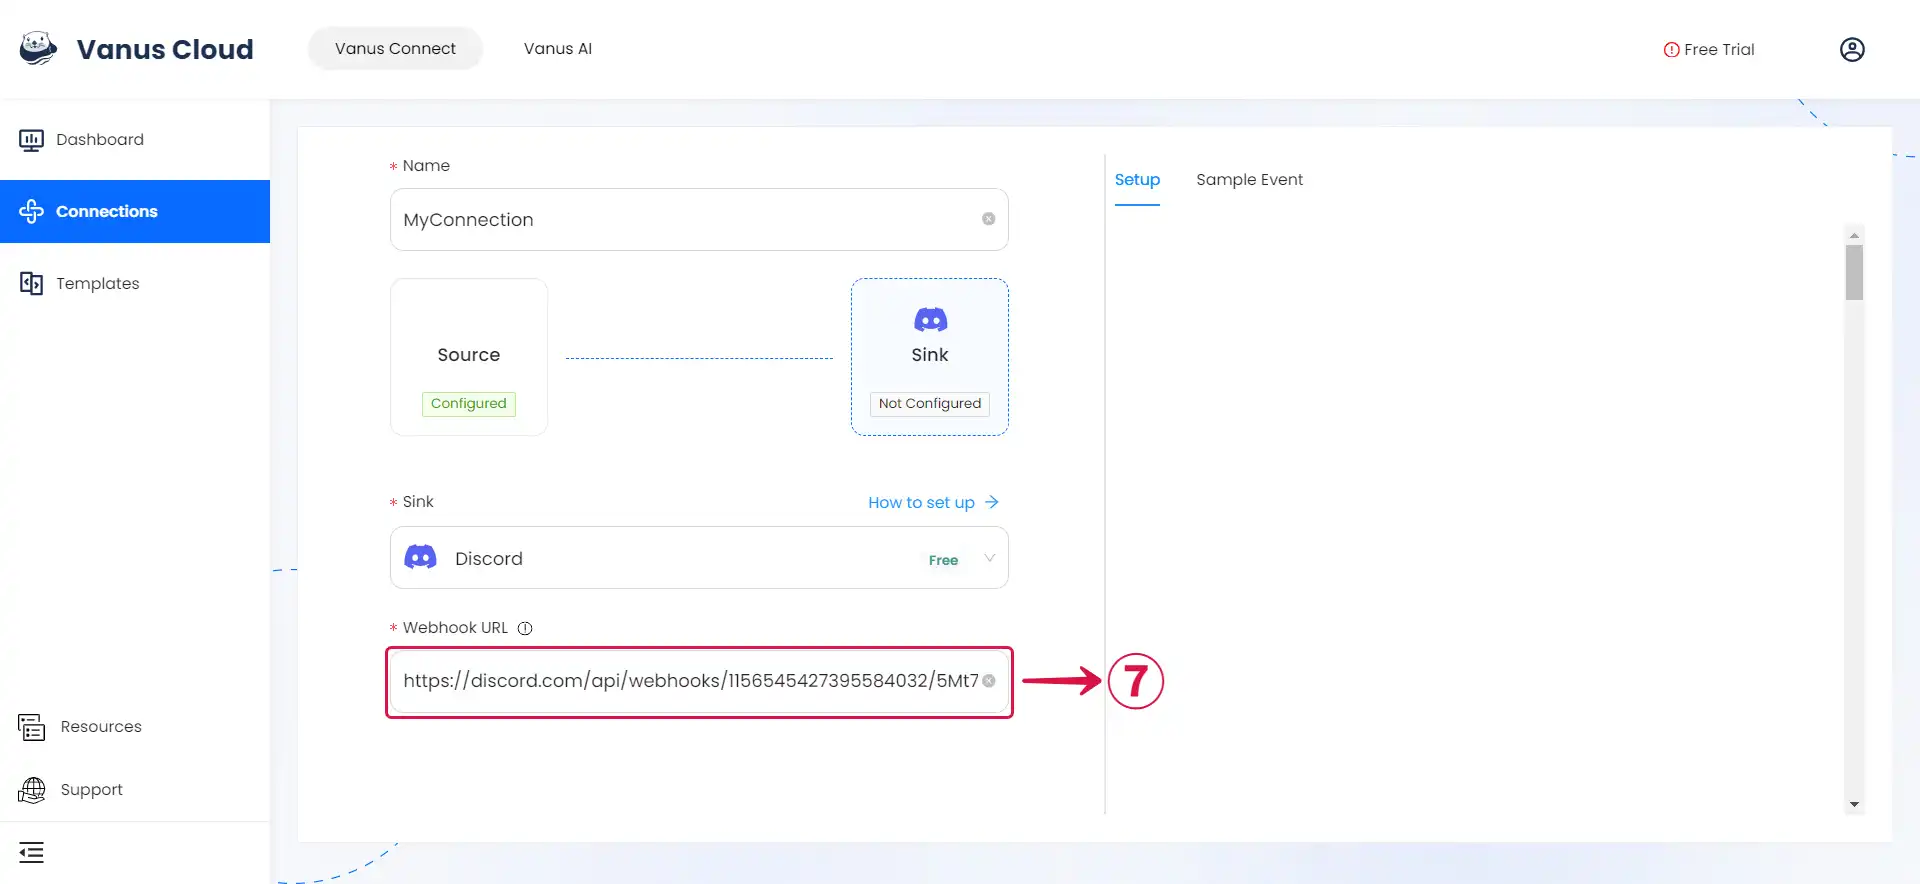 Vanus Cloud
Vanus Connect
Vanus AI
Free Trial
Dashboard
Connections
Templates
Resources
Support
* Name
MyConnection
Source
Configured
Sink
Not Configured
* Sink
How to set up
Discord
Free
* Webhook URL
https://discord.com/api/webhooks/1156545427395584032/5Mt7
7
Setup
Sample Event